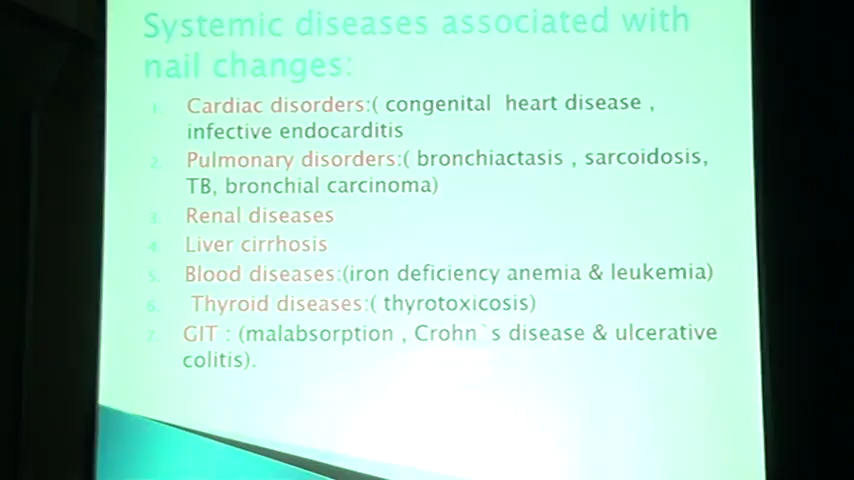 Systemic diseases associated with
nail changes:
1. Cardiac disorders:( congenital heart disease ,
infective endocarditis
2. Pulmonary disorders:( bronchiactasis , sarcoidosis,
TB, bronchial carcinoma)
3. Renal diseases
4. Liver cirrhosis
5. Blood diseases:(iron deficiency anemia & leukemia)
6. Thyroid diseases:( thyrotoxicosis)
7. GIT : (malabsorption , Crohn`s disease & ulcerative
colitis).